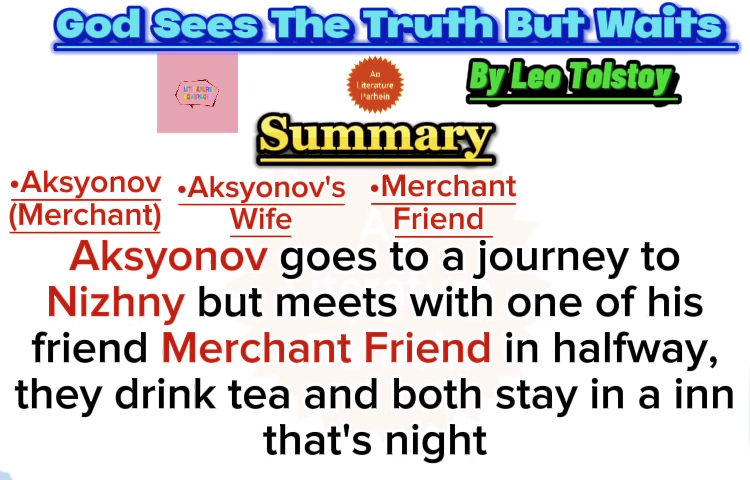 God Sees The Truth But Waits
By Leo Tolstoy
Ao
Literature
Parhein
Summary
•Aksyonov
(Merchant)
•Aksyonov's
Wife
•Merchant
Friend
Aksyonov goes to a journey to
Nizhny but meets with one of his
friend Merchant Friend in halfway,
they drink tea and both stay in a inn
that's night